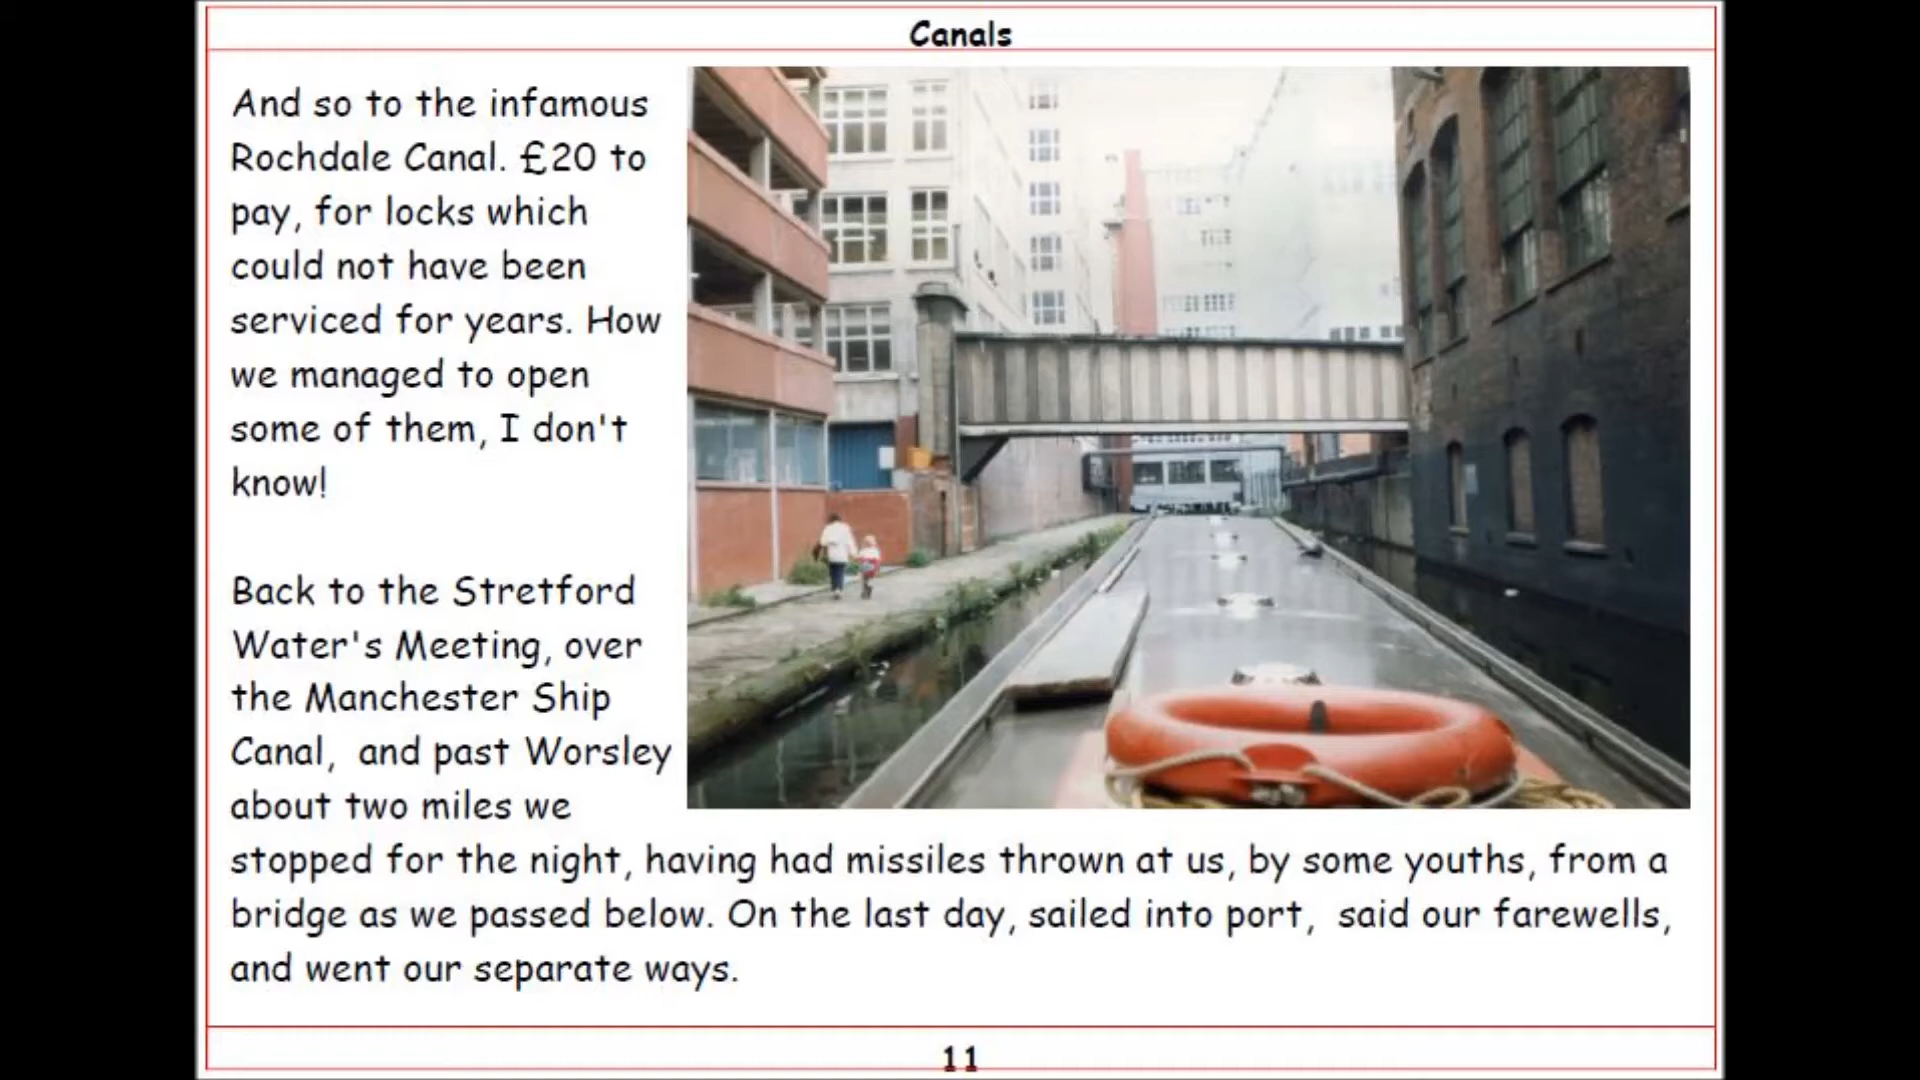 Canals
And so to the infamous
Rochdale Canal. £20 to
pay, for locks which
could not have been
serviced for years. How
we managed to open
some of them, I don't
know!
Back to the Stretford
Water's Meeting, over
the Manchester Ship
Canal,  and past Worsley
about two miles we
stopped for the night, having had missiles thrown at us, by some youths, from a
bridge as we passed below. On the last day, sailed into port,  said our farewells,
and went our separate ways.
11